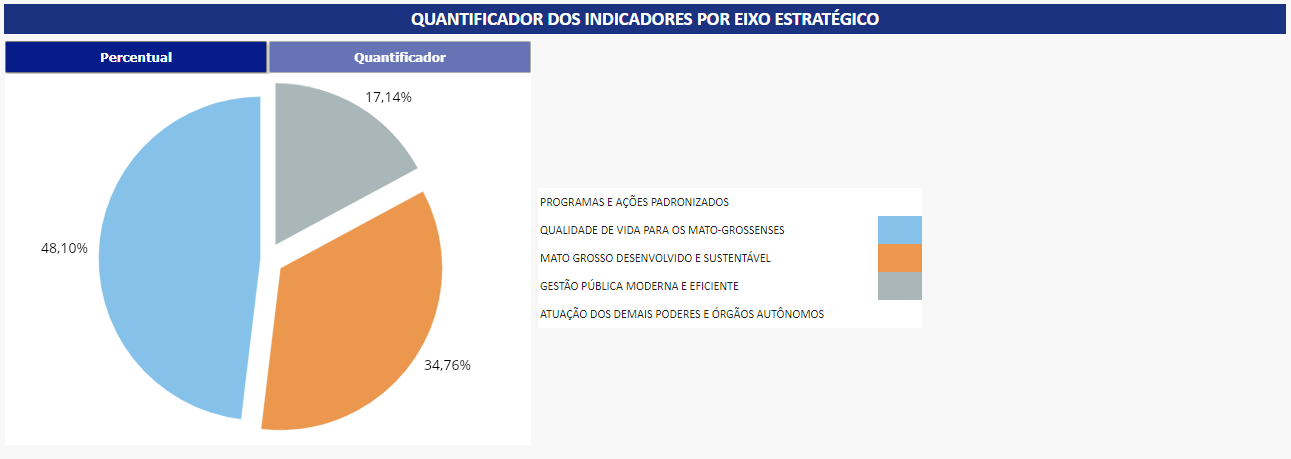 QUANTIFICADOR DOS INDICADORES POR EIXO ESTRATÉGICO
Percentual
Quantificador
17,14%
48,10%
34,76%
PROGRAMAS E AÇÕES PADRONIZADOS
QUALIDADE DE VIDA PARA OS MATO-GROSSENSES
MATO GROSSO DESENVOLVIDO E SUSTENTÁVEL
GESTÃO PÚBLICA MODERNA E EFICIENTE
ATUAÇÃO DOS DEMAIS PODERES E ÓRGÃOS AUTÔNOMOS